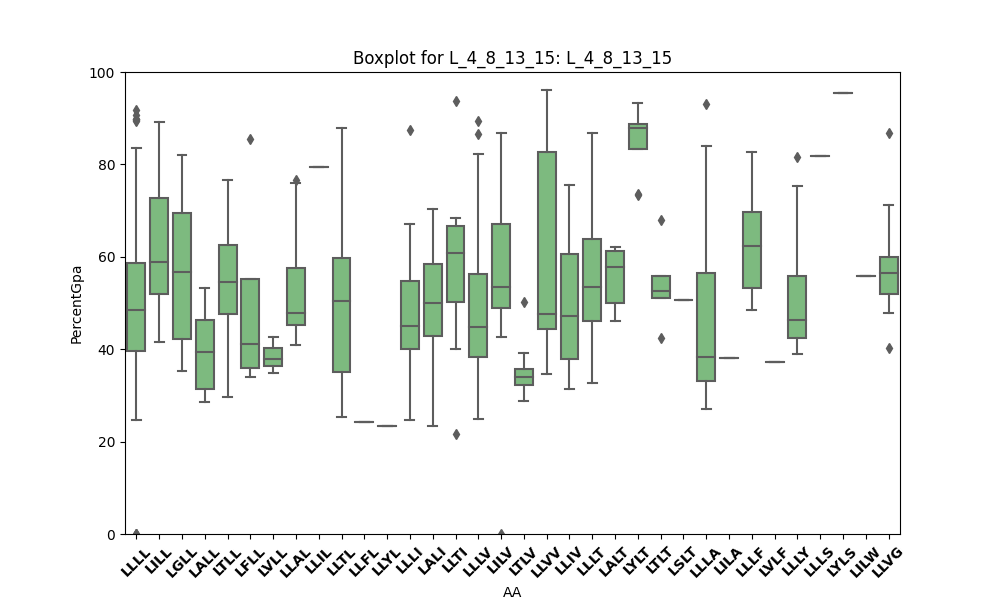 Boxplot for L_4_8_13_15: L_4_8_13_15
100
80
60
40
20
0
PercentGpa
LLLL LILL LGLL LALL LTLL LFLL LVLL LLAL LLIL LLTL LLFL LLYL LLLI LALI LLTI LLLV LILV LTLV LLVV LLIV LLLT LALT LYLT LTLT LSLT LLLA LILA LLLF LVLF LLLY LLLS LYLS LILW LLVG
AA